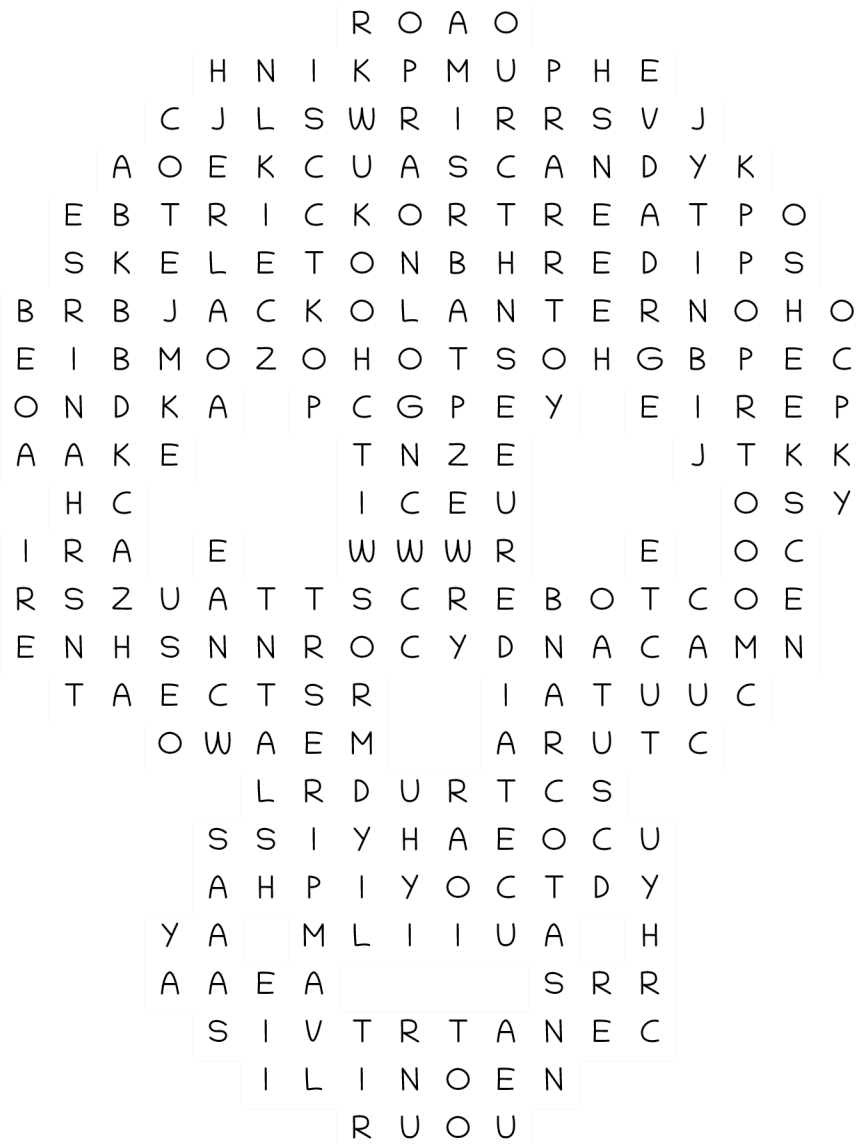 R O A O
H N I K P M U P H E
C J L S W R I R R S V J
A O E K C U A S C A N D Y K
E B T R I C K O R T R E A T P O
S K E L E T O N B H R E D I P S
B R B J A C K O L A N T E R N O H O
E I B M O Z O H O T S O H G B P E C
O N D K A P C G P E Y E I R E P
A A K E T N Z E J T K K
H C I C E U O S Y
I R A E W W W R E O C
R S Z U A T T S C R E B O T C O E
E N H S N N R O C Y D N A C A M N
T A E C T S R I A T U U C
O W A E M A R U T C
L R D U R T C S
S S I Y H A E O C U
A H P I Y O C T D Y
Y A M L I I U A H
A A E A S R R
S I V T R T A N E C
I L I N O E N
R U O U